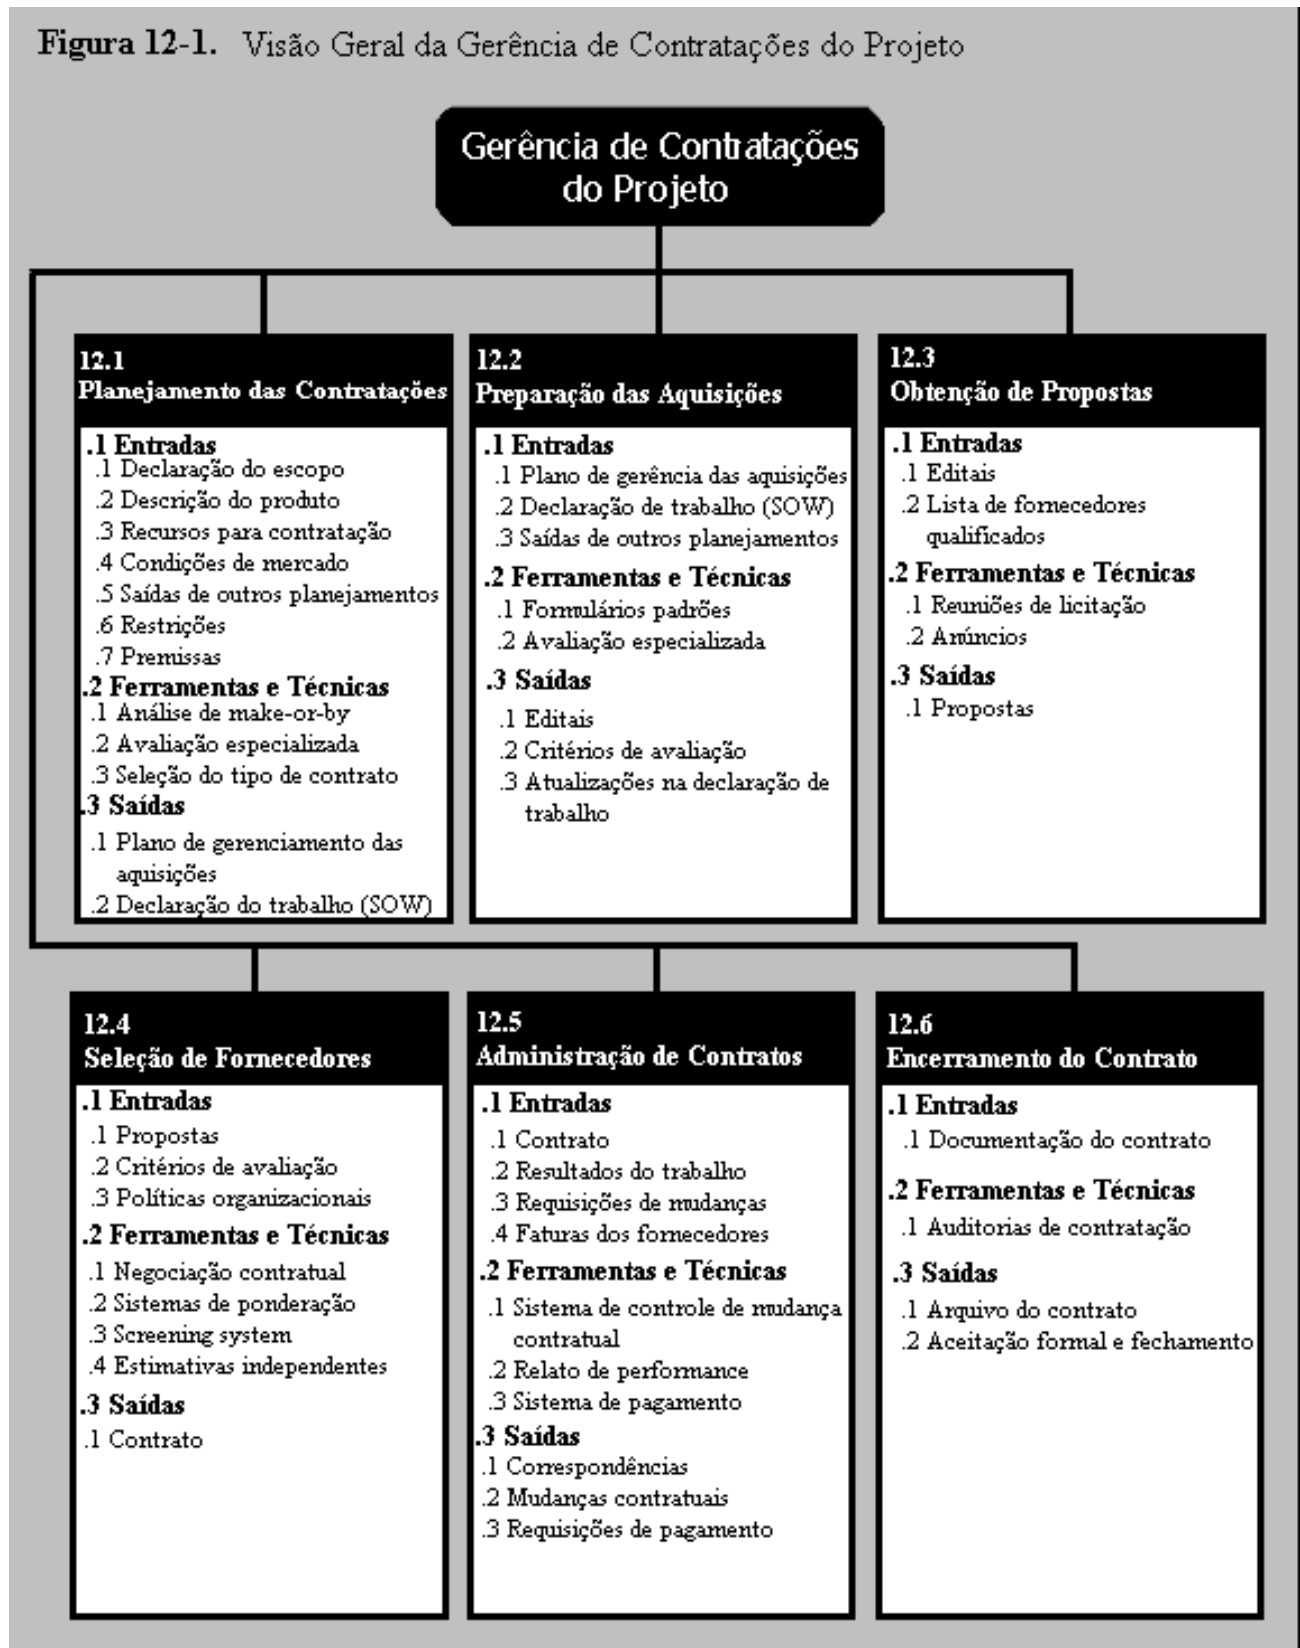 Figura 12-1. Visão Geral da Gerência de Contratações do Projeto
Gerência de Contratações
do Projeto
12.1
Planejamento das Contratações
.1 Entradas
.1 Declaração do escopo
.2 Descrição do produto
.3 Recursos para contratação
.4 Condições de mercado
.5 Saídas de outros planejamentos
.6 Restrições
.7 Premissas
.2 Ferramentas e Técnicas
.1 Análise de make-or-by
.2 Avaliação especializada
.3 Seleção do tipo de contrato
.3 Saídas
.1 Plano de gerenciamento das
aquisições
.2 Declaração do trabalho (SOW)
12.2
Preparação das Aquisições
.1 Entradas
.1 Plano de gerência das aquisições
.2 Declaração de trabalho (SOW)
.3 Saídas de outros planejamentos
.2 Ferramentas e Técnicas
.1 Formulários padrões
.2 Avaliação especializada
.3 Saídas
.1 Editais
.2 Critérios de avaliação
.3 Atualizações na declaração de
trabalho
12.3
Obtenção de Propostas
.1 Entradas
.1 Editais
.2 Lista de fornecedores
qualificados
.2 Ferramentas e Técnicas
.1 Reuniões de licitação
.2 Anúncios
.3 Saídas
.1 Propostas
12.4
Seleção de Fornecedores
.1 Entradas
.1 Propostas
.2 Critérios de avaliação
.3 Políticas organizacionais
.2 Ferramentas e Técnicas
.1 Negociação contratual
.2 Sistemas de ponderação
.3 Screening system
.4 Estimativas independentes
.3 Saídas
.1 Contrato
12.5
Administração de Contratos
.1 Entradas
.1 Contrato
.2 Resultados do trabalho
.3 Requisições de mudanças
.4 Faturas dos fornecedores
.2 Ferramentas e Técnicas
.1 Sistema de controle de mudança
contratual
.2 Relato de performance
.3 Sistema de pagamento
.3 Saídas
.1 Correspondências
.2 Mudanças contratuais
.3 Requisições de pagamento
12.6
Encerramento do Contrato
.1 Entradas
.1 Documentação do contrato
.2 Ferramentas e Técnicas
.1 Auditorias de contratação
.3 Saídas
.1 Arquivo do contrato
.2 Aceitação formal e fechamento